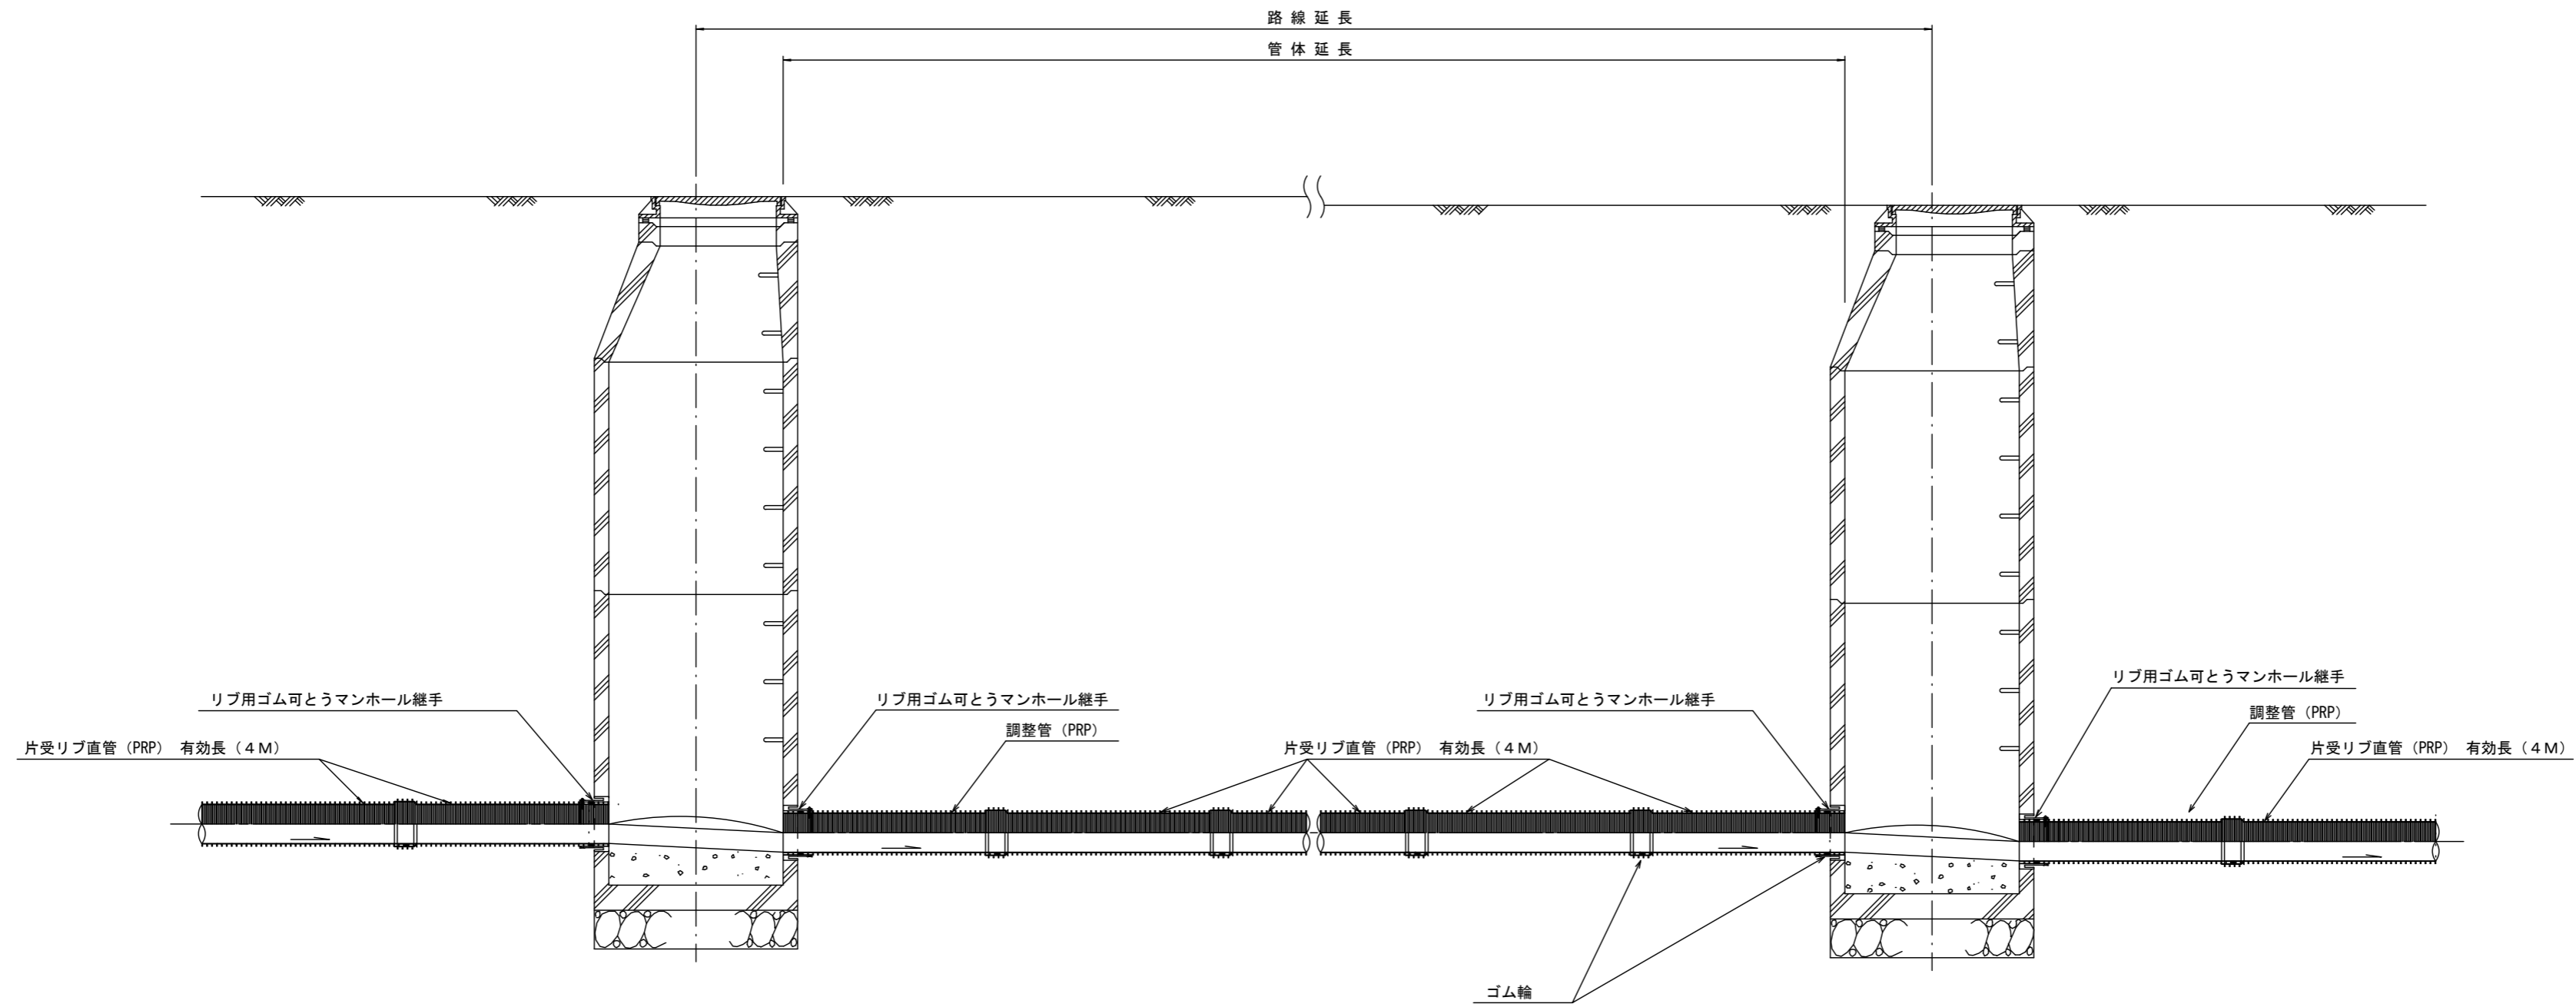 路線延長
管体延長
リブ用ゴム可とうマンホール継手
片受リブ直管（PRP） 有効長（４Ｍ）
リブ用ゴム可とうマンホール継手
調整管（PRP）
片受リブ直管（PRP） 有効長（４Ｍ）
リブ用ゴム可とうマンホール継手
リブ用ゴム可とうマンホール継手
調整管（PRP）
片受リブ直管（PRP） 有効長（４Ｍ）
ゴム輪